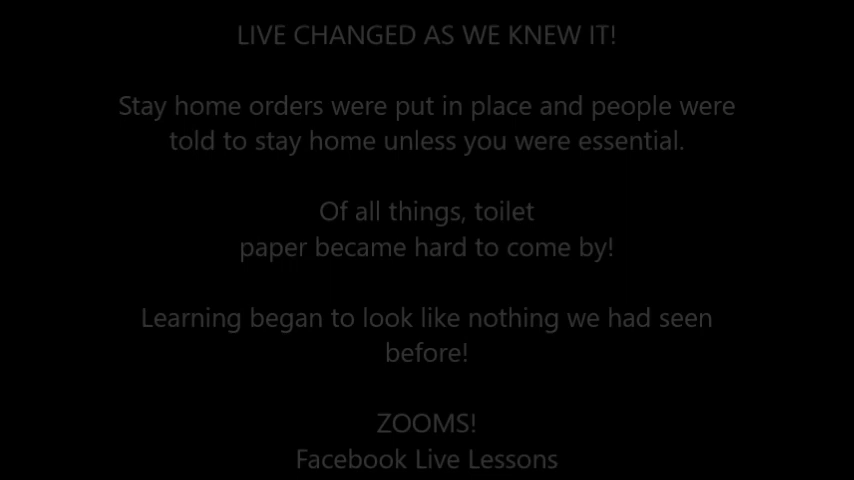 LIVE CHANGED AS WE KNEW IT!
Stay home orders were put in place and people were
told to stay home unless you were essential.
Of all things, toilet
paper became hard to come by!
Learning began to look like nothing we had seen
before!
ZOOMS!
Facebook Live Lessons